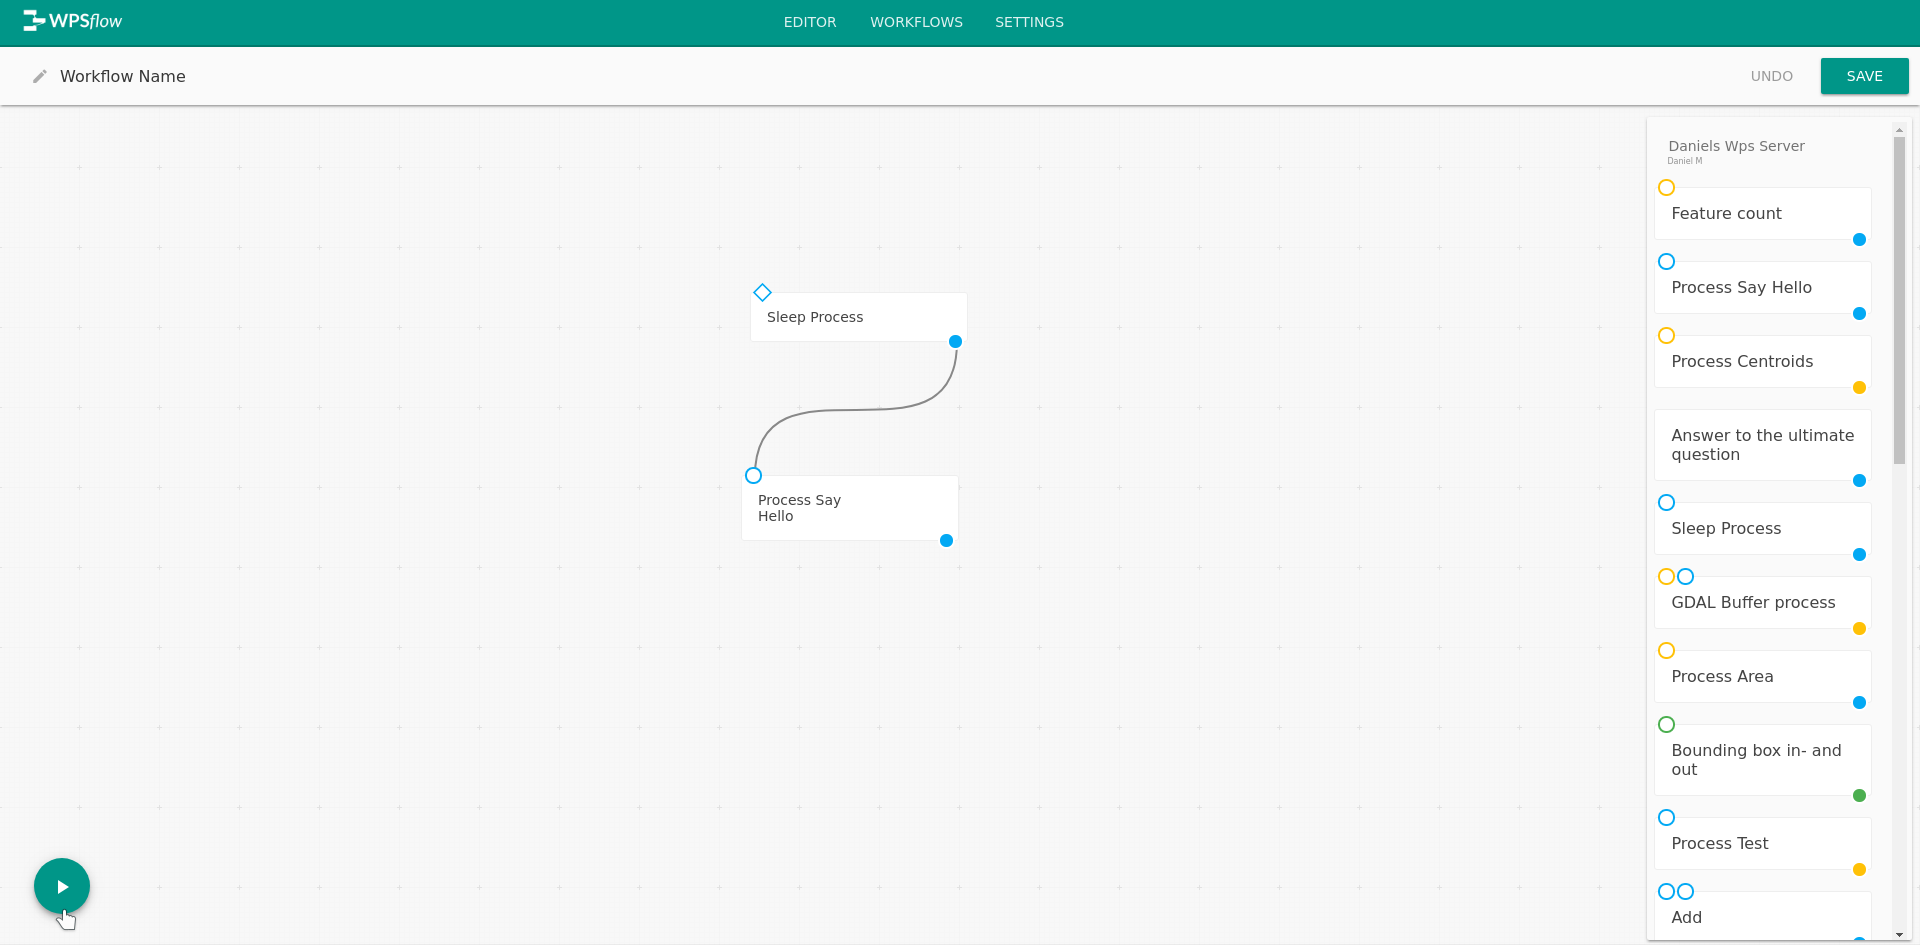 WPSflow
EDITOR WORKFLOWS SETTINGS
Workflow Name
UNDO SAVE
Sleep Process
Process Say
Hello
Daniels Wps Server
Daniel M
Feature count
Process Say Hello
Process Centroids
Answer to the ultimate
question
Sleep Process
GDAL Buffer process
Process Area
Bounding box in- and
out
Process Test
Add